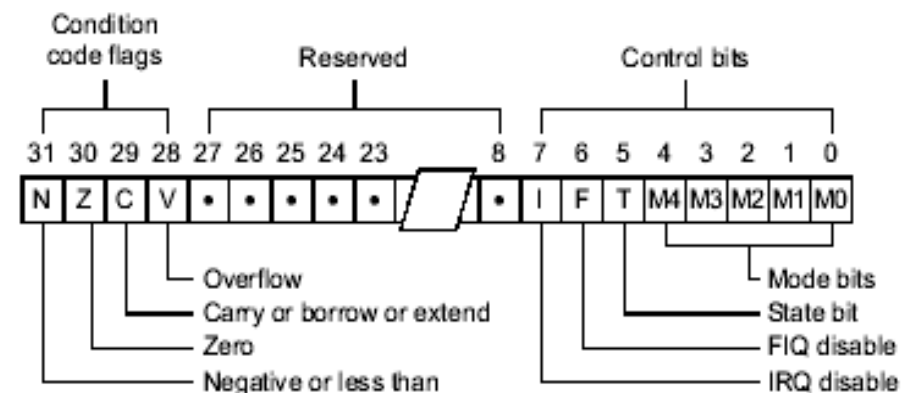 Condition
code flags
Reserved
Control bits
31 30 29 28 27 26 25 24 23 8 7 6 5 4 3 2 1 0
N Z C V • • • • • • I F T M4 M3 M2 M1 M0
Overflow
Mode bits
Carry or borrow or extend
State bit
Zero
FIQ disable
Negative or less than
IRQ disable